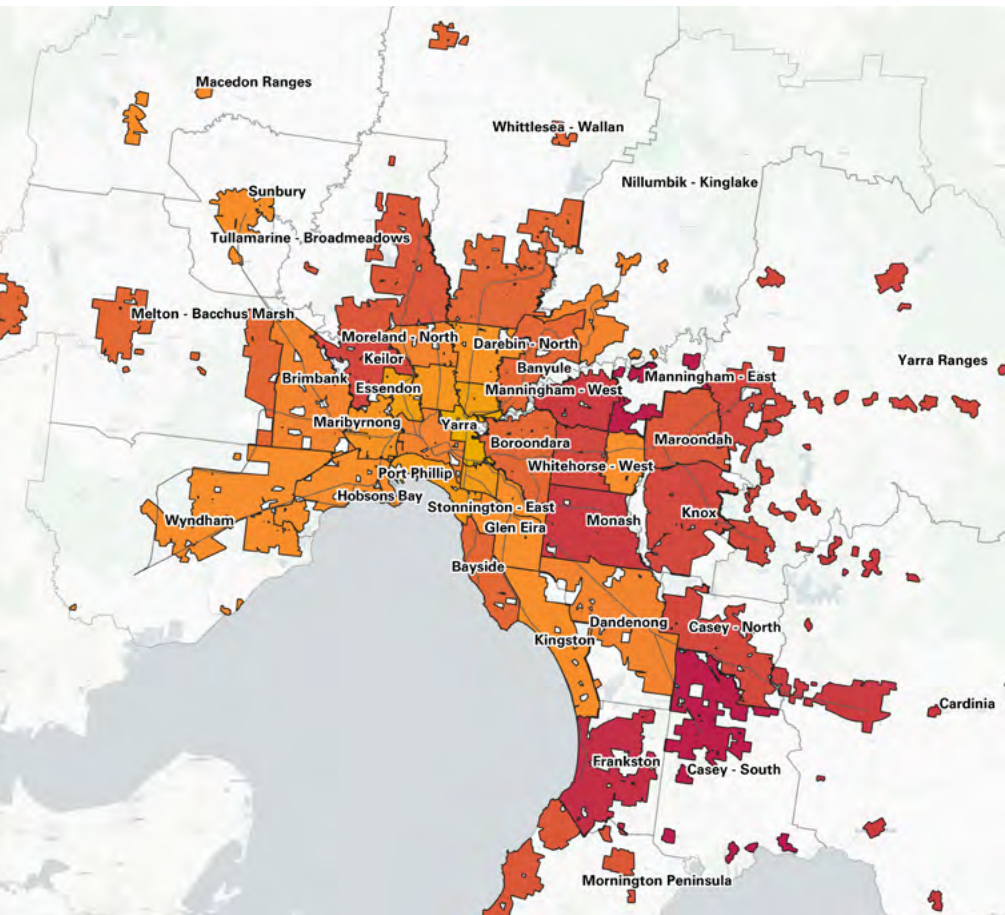 Macedon Ranges
Whittlesea - Wallan
Nillumbik - Kinglake
Sunbury
Tullamarine - Broadmeadows
Melton - Bacchus Marsh
Moreland - North
Darebin - North
Keilor
Yarra Ranges
Banyule
Brimbank
Manningham - East
Essendon
Manningham - West
Maribyrnong
Yarra
Boroondara
Maroondah
Whitehorse - West
Port Phillip
Hobsons Bay
Stonnington - East
Knox
Wyndham
Monash
Glen Eira
Bayside
Dandenong
Casey - North
Kingston
Cardinia
Frankston
Casey - South
Mornington Peninsula